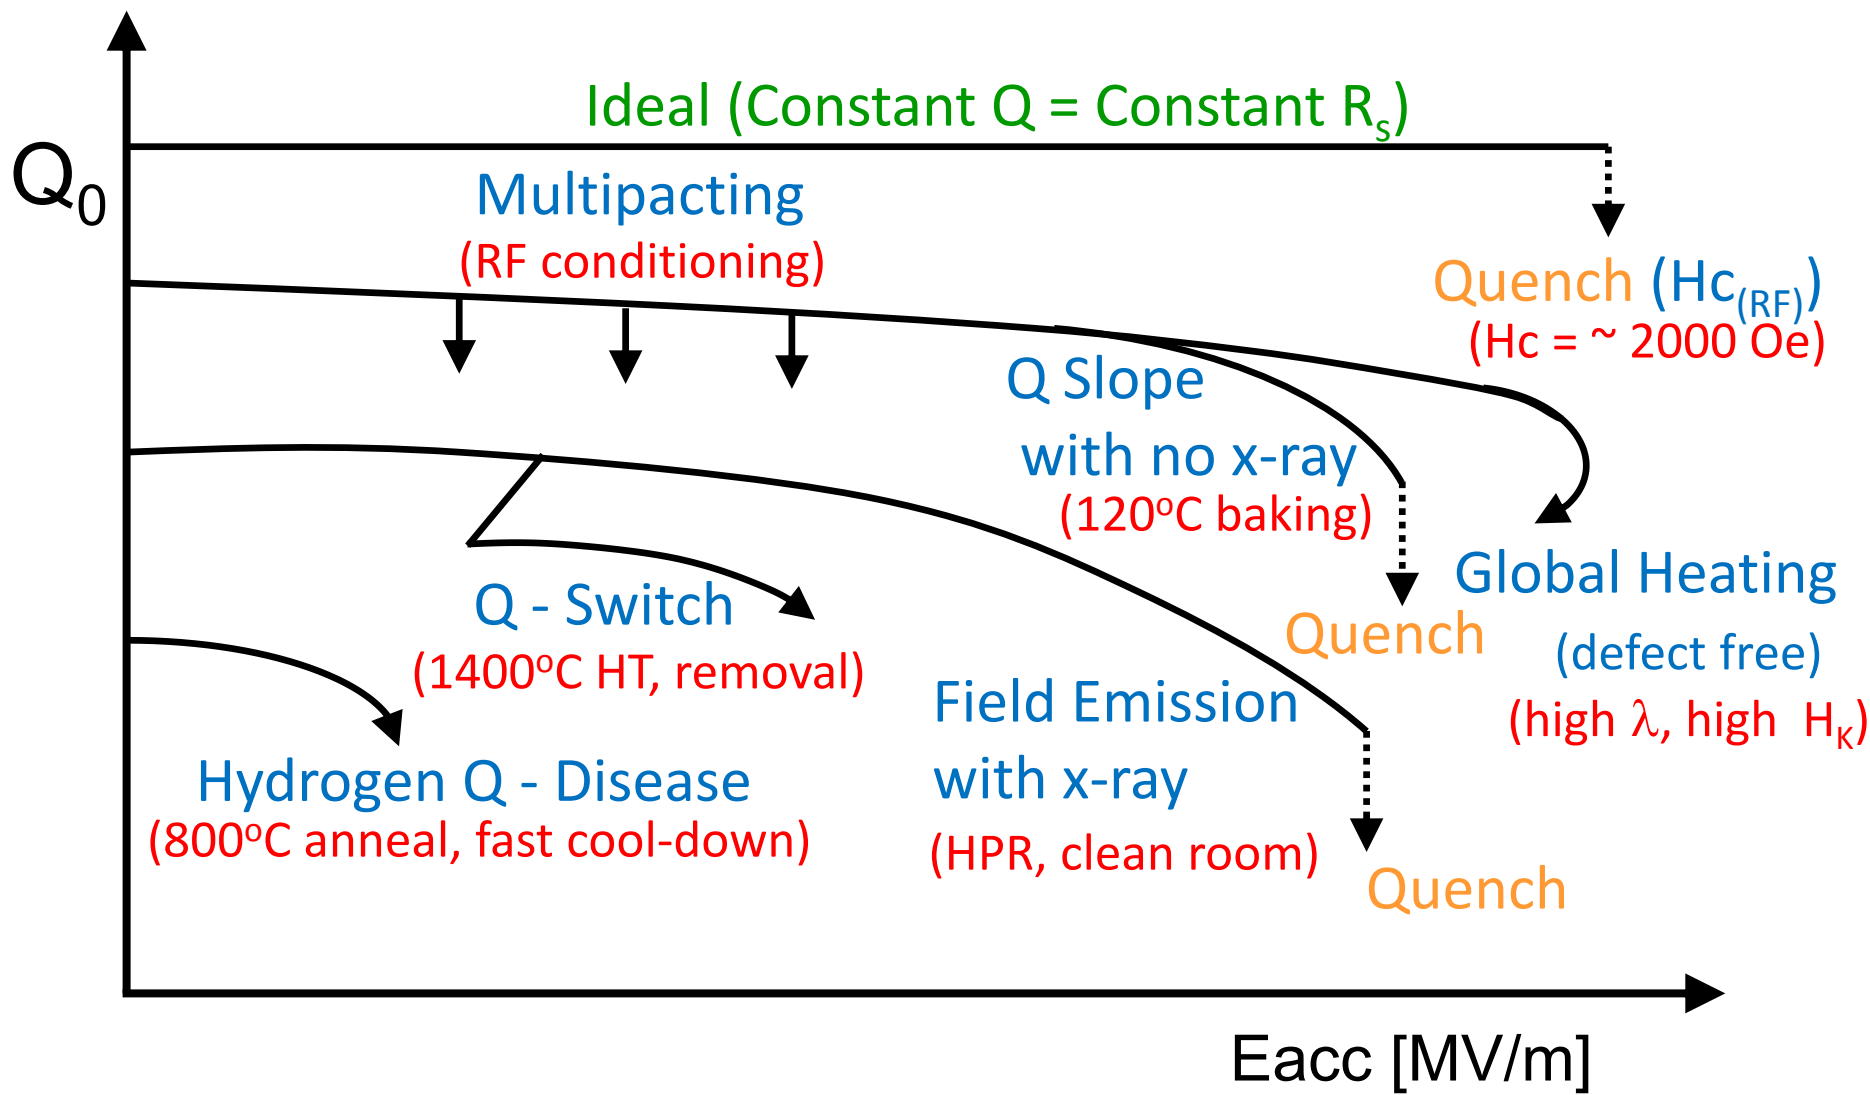 Q0
Ideal (Constant Q = Constant Rs)
Multipacting
(RF conditioning)
Quench (Hc(RF))
(Hc = ~ 2000 Oe)
Q Slope
with no x-ray
(120oC baking)
Quench
Global Heating
(defect free)
(high λ, high HK)
Q - Switch
(1400oC HT, removal)
Field Emission
with x-ray
(HPR, clean room)
Quench
Hydrogen Q - Disease
(800oC anneal, fast cool-down)
Eacc [MV/m]